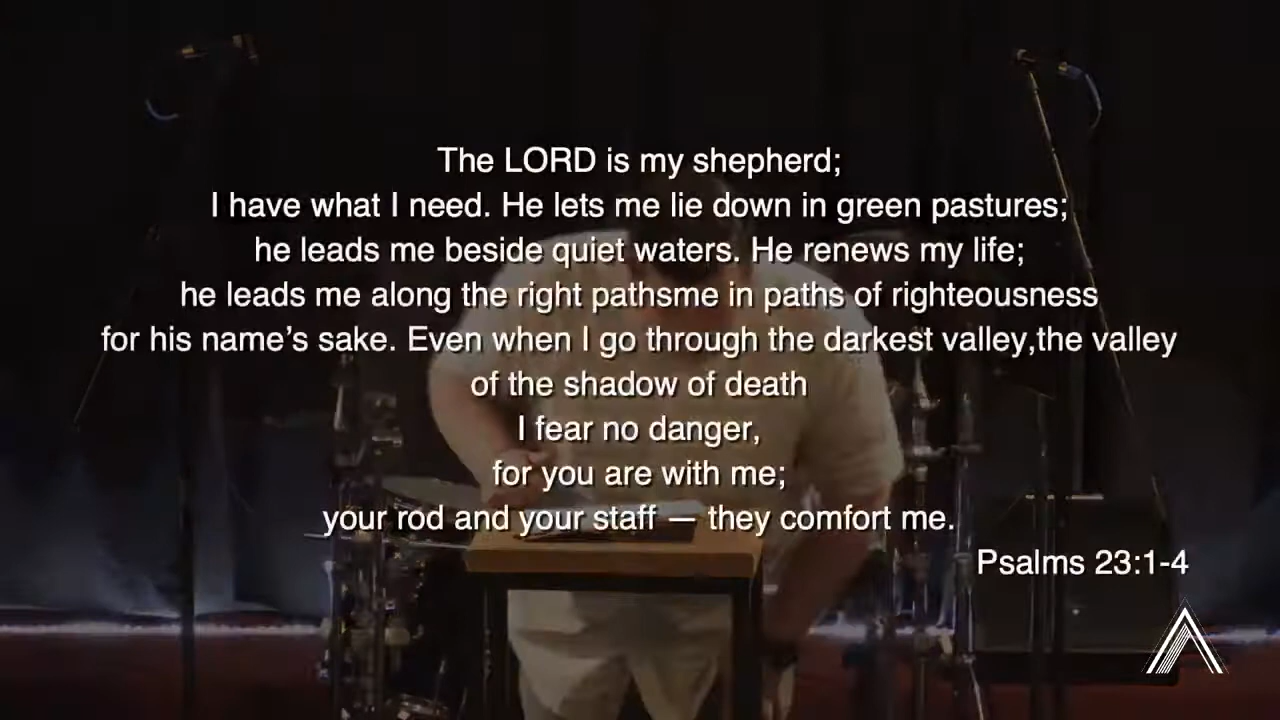 The LORD is my shepherd;
I have what I need. He lets me lie down in green pastures;
he leads me beside quiet waters. He renews my life;
he leads me along the right pathsme in paths of righteousness
for his name’s sake. Even when I go through the darkest valley,the valley
of the shadow of death
I fear no danger,
for you are with me;
your rod and your staff — they comfort me.
Psalms 23:1-4